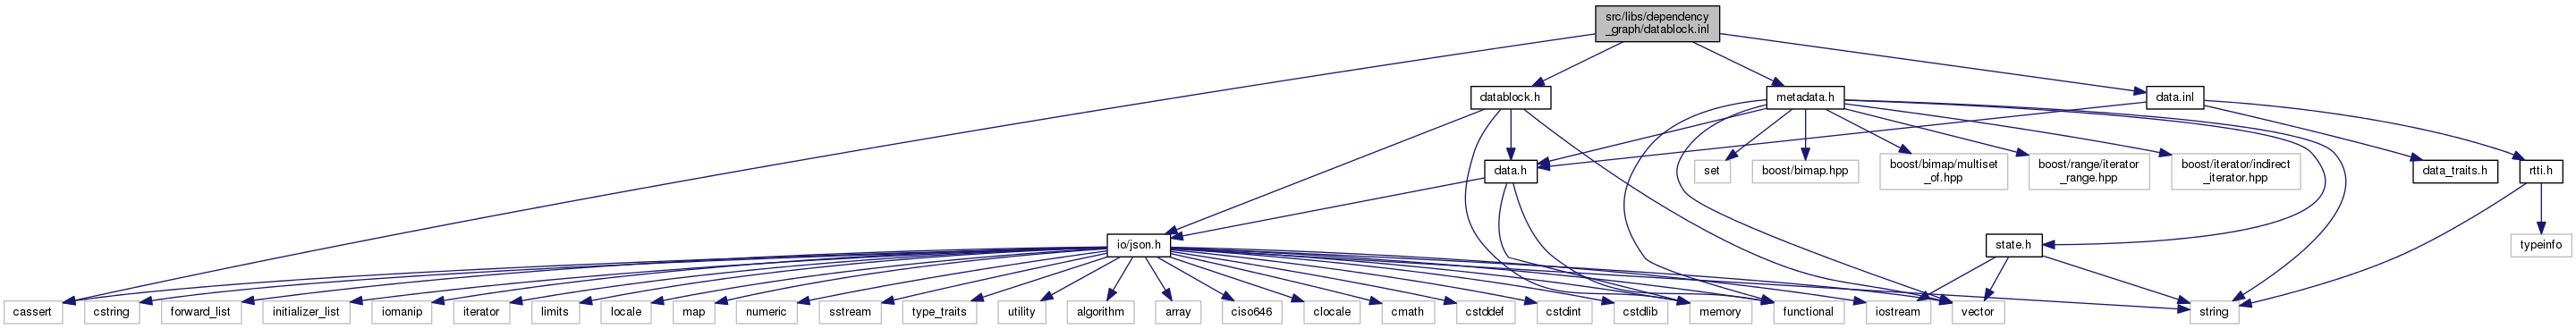 src/libs/dependency
_graph/datablock.inl
datablock.h
metadata.h
data.inl
data.h
set
boost/bimap.hpp
boost/bimap/multiset
_of.hpp
boost/range/iterator
_range.hpp
boost/iterator/indirect
_iterator.hpp
data_traits.h
rtti.h
io/json.h
state.h
typeinfo
cassert
cstring
forward_list
initializer_list
iomanip
iterator
limits
locale
map
numeric
sstream
type_traits
utility
algorithm
array
ciso646
clocale
cmath
cstddef
cstdint
cstdlib
memory
functional
iostream
vector
string